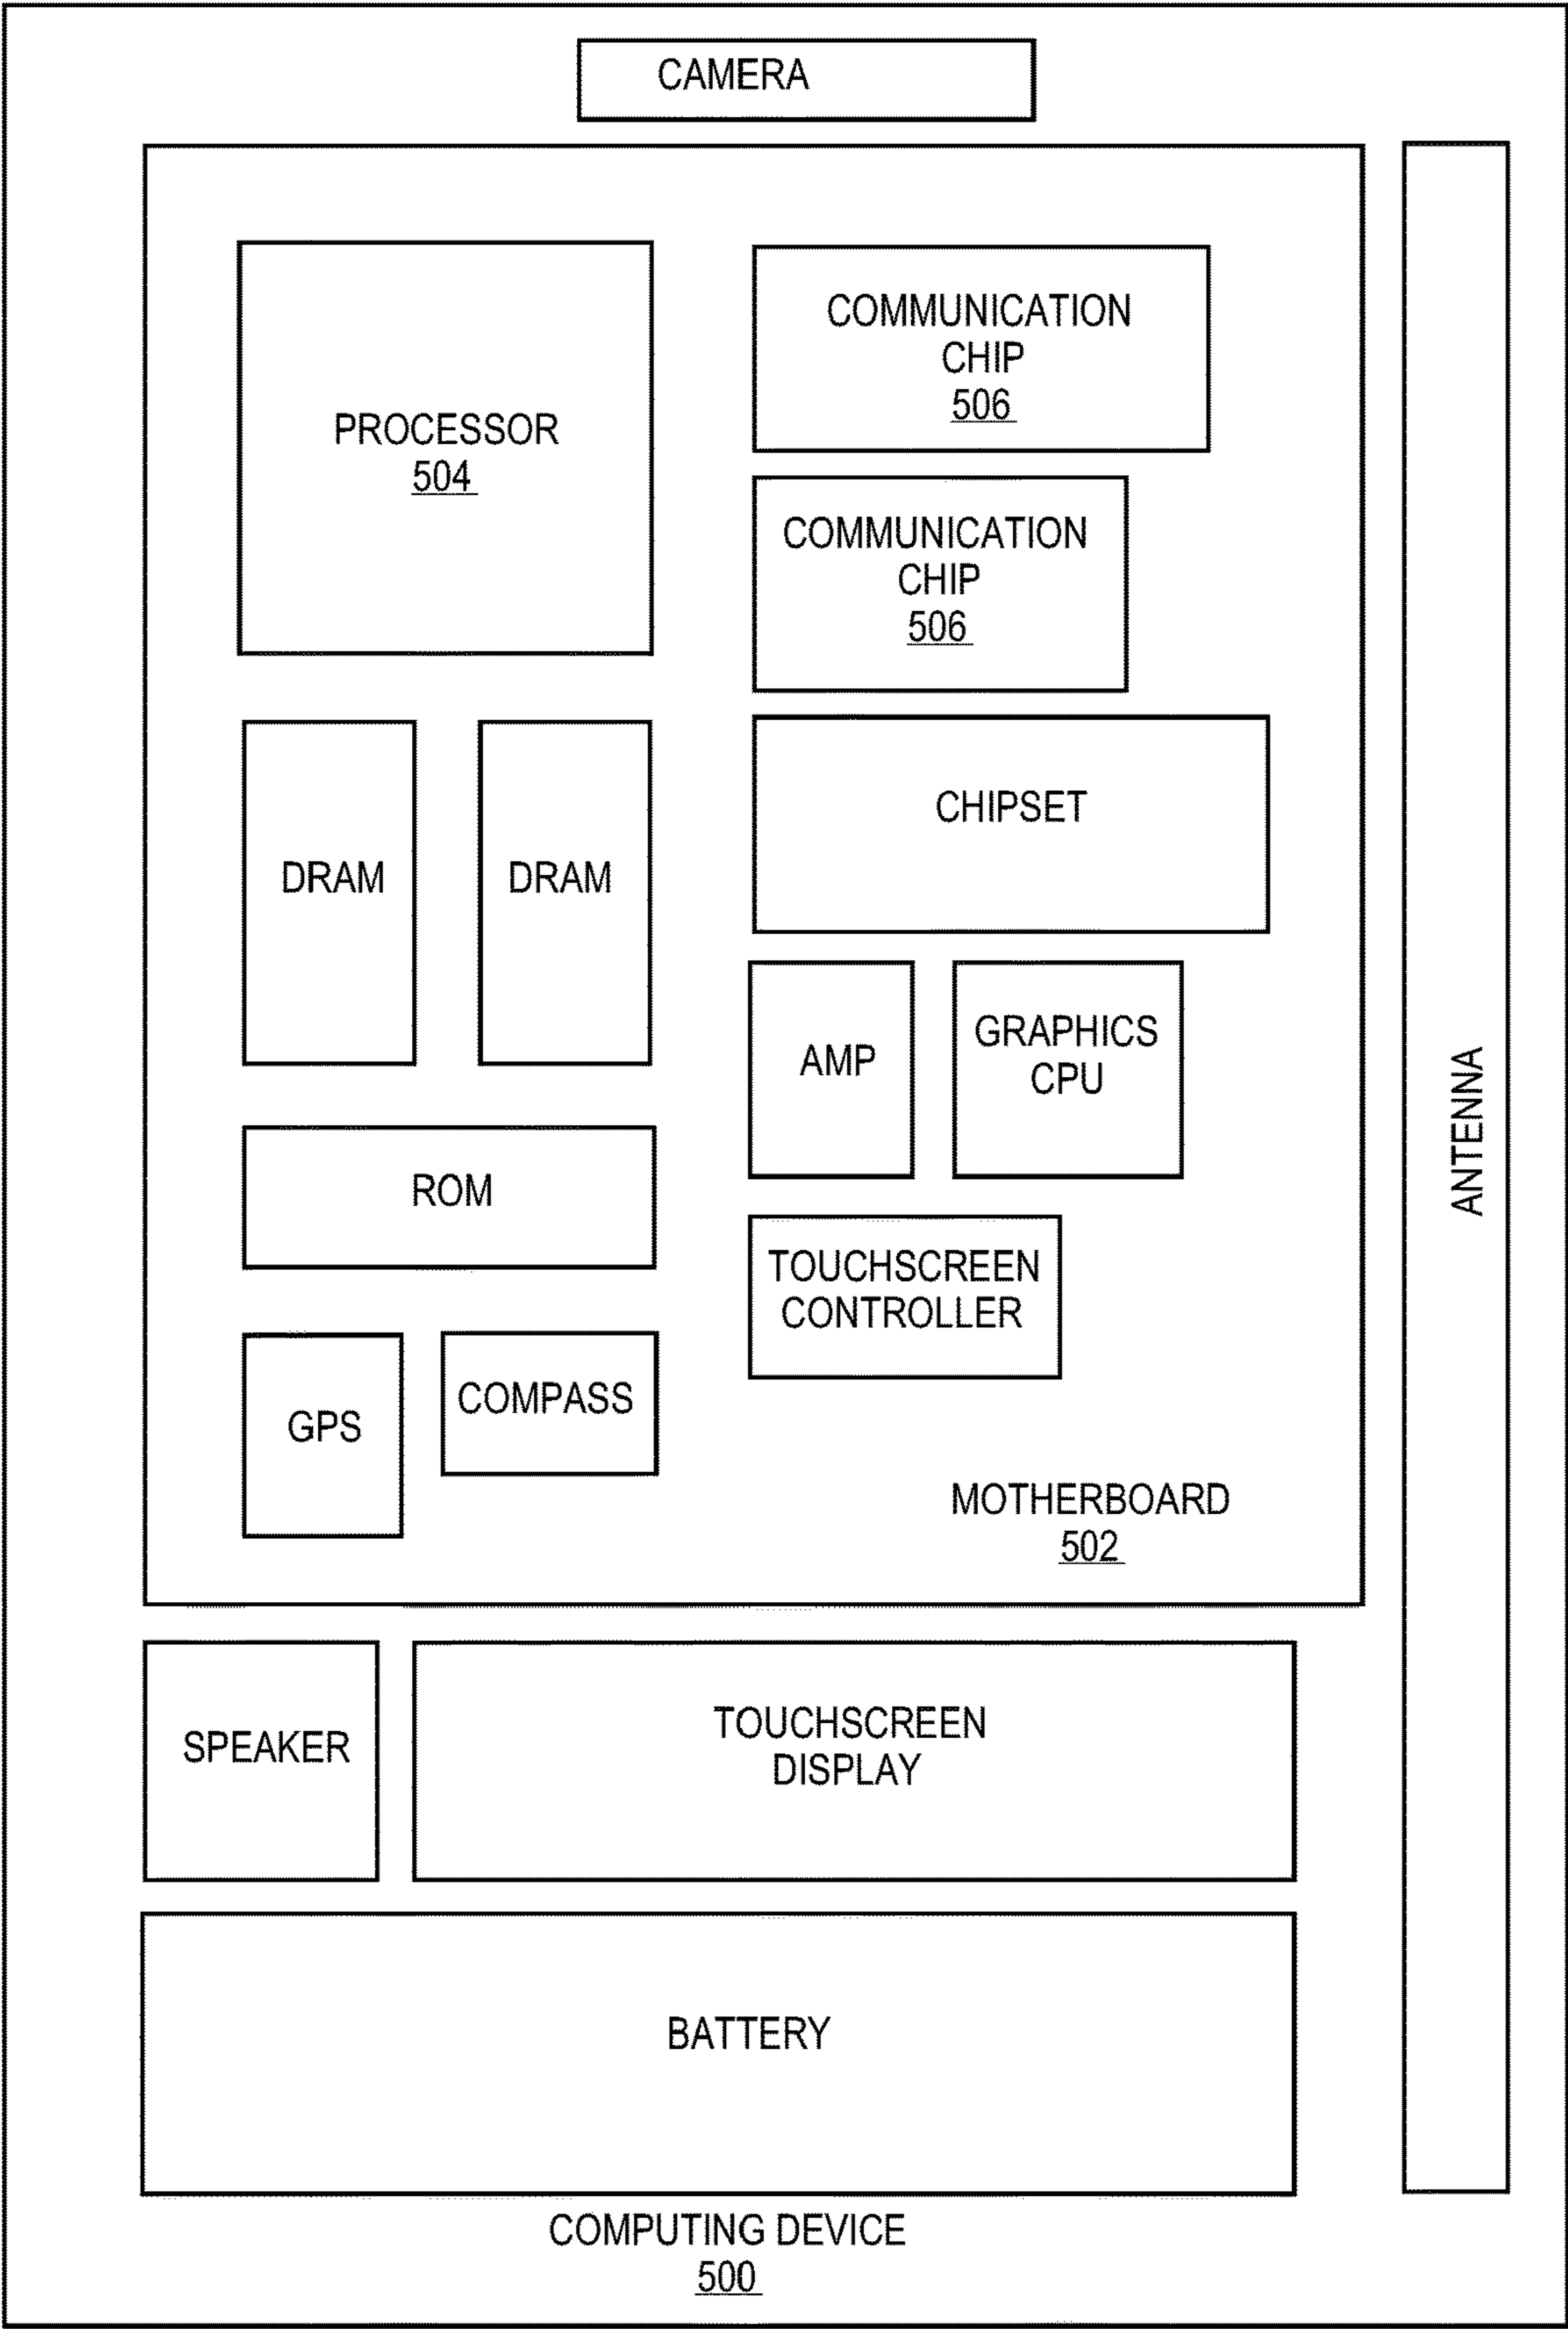 CAMERA
PROCESSOR
504
COMMUNICATION
CHIP
506
COMMUNICATION
CHIP
506
DRAM
DRAM
CHIPSET
AMP
GRAPHICS
CPU
ROM
TOUCHSCREEN
CONTROLLER
GPS
COMPASS
MOTHERBOARD
502
ANTENNA
SPEAKER
TOUCHSCREEN
DISPLAY
BATTERY
COMPUTING DEVICE
500